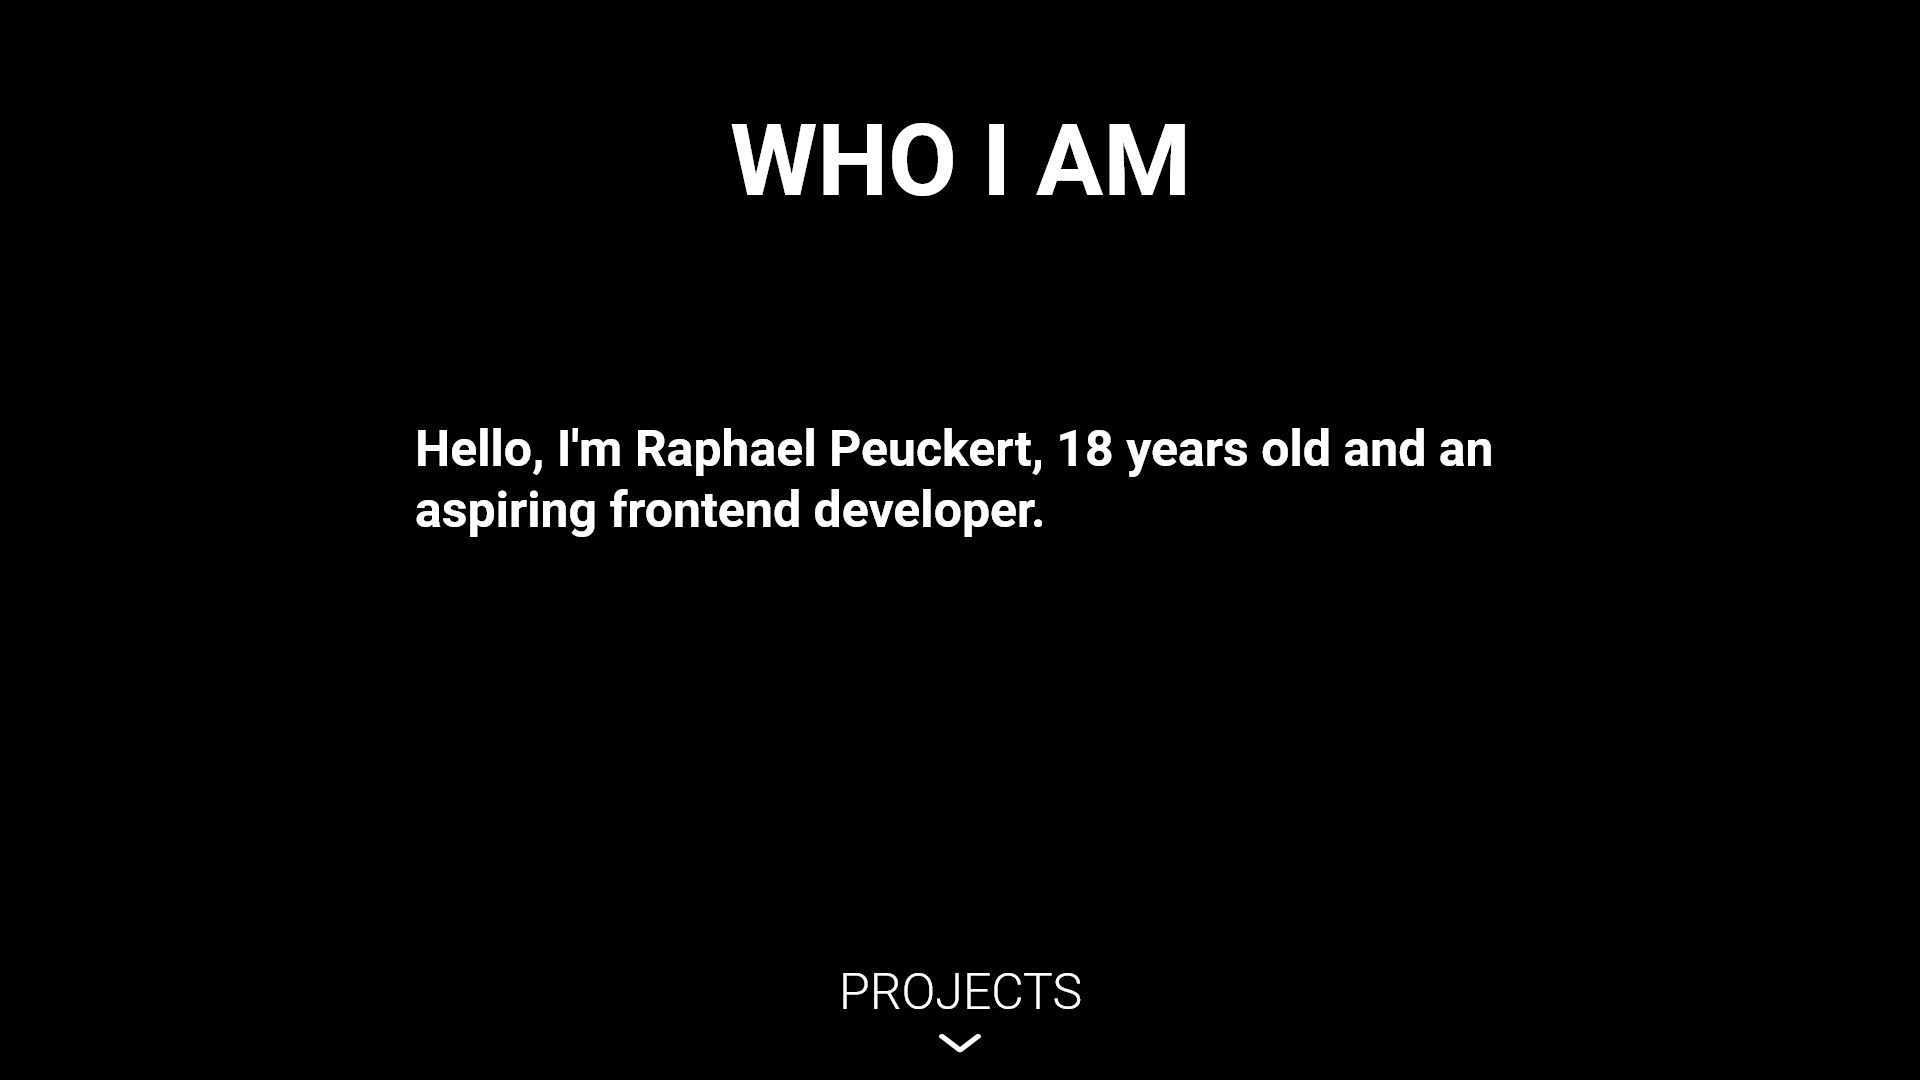 WHO I AM
Hello, I'm Raphael Peuckert, 18 years old and an
aspiring frontend developer.
PROJECTS